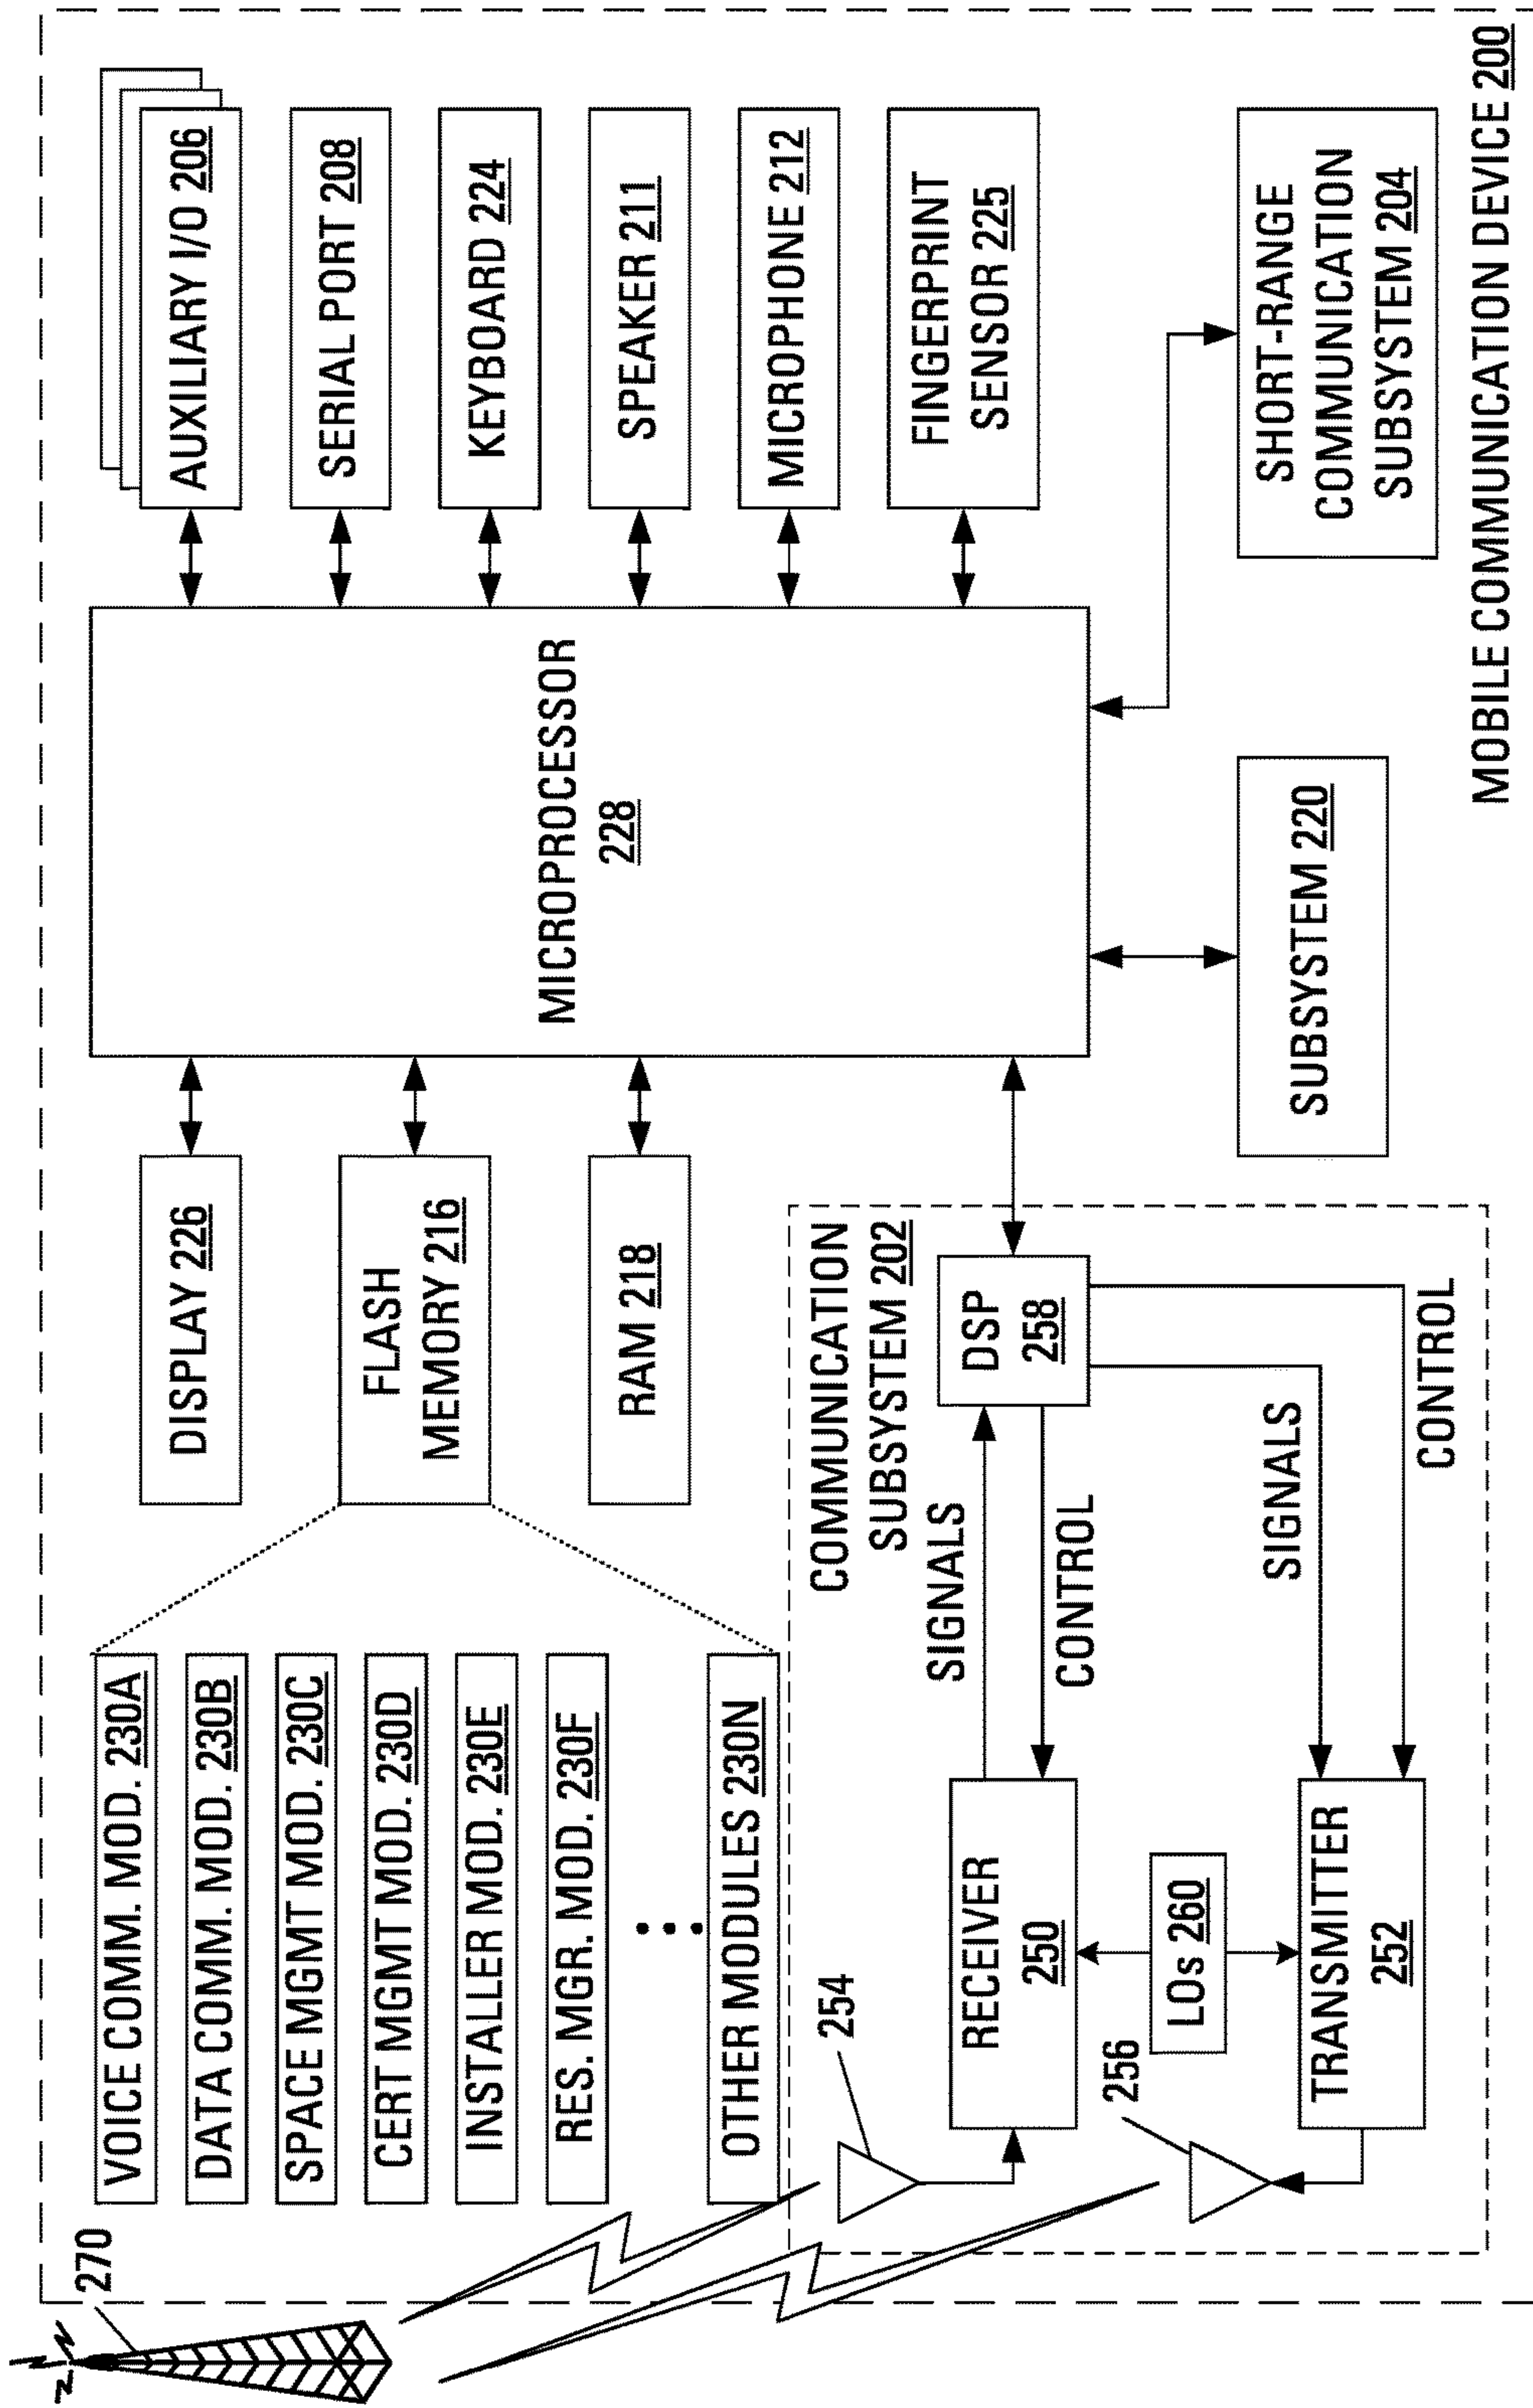 270
VOICE COMM. MOD. 230A
DATA COMM. MOD. 230B
SPACE MGMT MOD. 230C
CERT MGMT MOD. 230D
INSTALLER MOD. 230E
RES. MGR. MOD. 230F
OTHER MODULES 230N
DISPLAY 226
FLASH
MEMORY 216
RAM 218
MICROPROCESSOR
228
AUXILIARY I/O 206
SERIAL PORT 208
KEYBOARD 224
SPEAKER 211
MICROPHONE 212
FINGERPRINT
SENSOR 225
COMMUNICATION
SUBSYSTEM 202
254
SIGNALS
RECEIVER
250
CONTROL
DSP
258
256
LOs 260
SIGNALS
TRANSMITTER
252
CONTROL
SUBSYSTEM 220
SHORT-RANGE
COMMUNICATION
SUBSYSTEM 204
MOBILE COMMUNICATION DEVICE 200